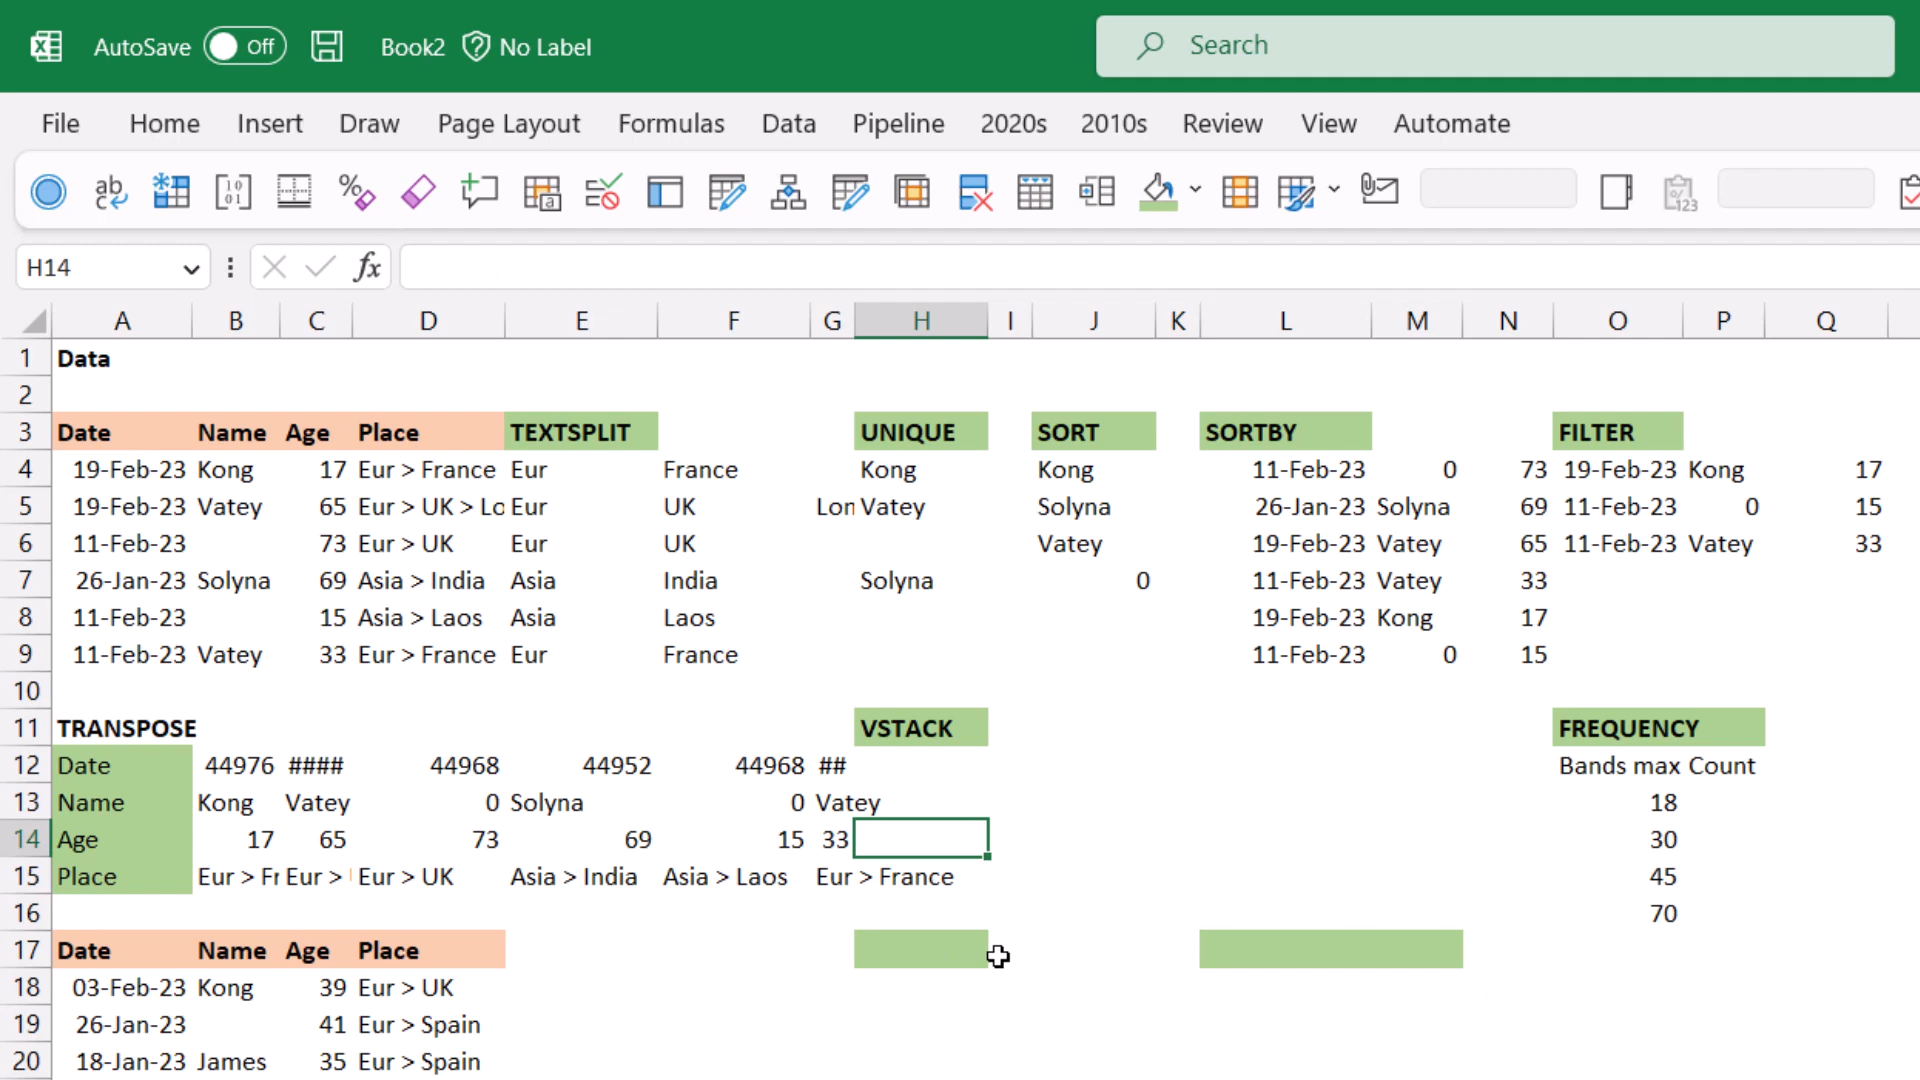 AutoSave Off Book2 No Label Search
File Home Insert Draw Page Layout Formulas Data Pipeline 2020s 2010s Review View Automate
H14 fx
A B C D E F G H I J K L M N O P Q
1 Data
2
3 Date Name Age Place TEXTSPLIT UNIQUE SORT SORTBY FILTER
4 19-Feb-23 Kong 17 Eur > France Eur France Kong Kong 11-Feb-23 0 73 19-Feb-23 Kong 17
5 19-Feb-23 Vatey 65 Eur > UK > Lo Eur UK Lon Vatey Solyna 26-Jan-23 Solyna 69 11-Feb-23 0 15
6 11-Feb-23 73 Eur > UK Eur UK Vatey 19-Feb-23 Vatey 65 11-Feb-23 Vatey 33
7 26-Jan-23 Solyna 69 Asia > India Asia India Solyna 0 11-Feb-23 Vatey 33
8 11-Feb-23 15 Asia > Laos Asia Laos 19-Feb-23 Kong 17
9 11-Feb-23 Vatey 33 Eur > France Eur France 11-Feb-23 0 15
10
11 TRANSPOSE VSTACK FREQUENCY
12 Date 44976 #### 44968 44952 44968 ## Bands max Count
13 Name Kong Vatey 0 Solyna 0 Vatey 18
14 Age 17 65 73 69 15 33 30
15 Place Eur > Fr Eur > Eur > UK Asia > India Asia > Laos Eur > France 45
16 70
17 Date Name Age Place
18 03-Feb-23 Kong 39 Eur > UK
19 26-Jan-23 41 Eur > Spain
20 18-Jan-23 James 35 Eur > Spain